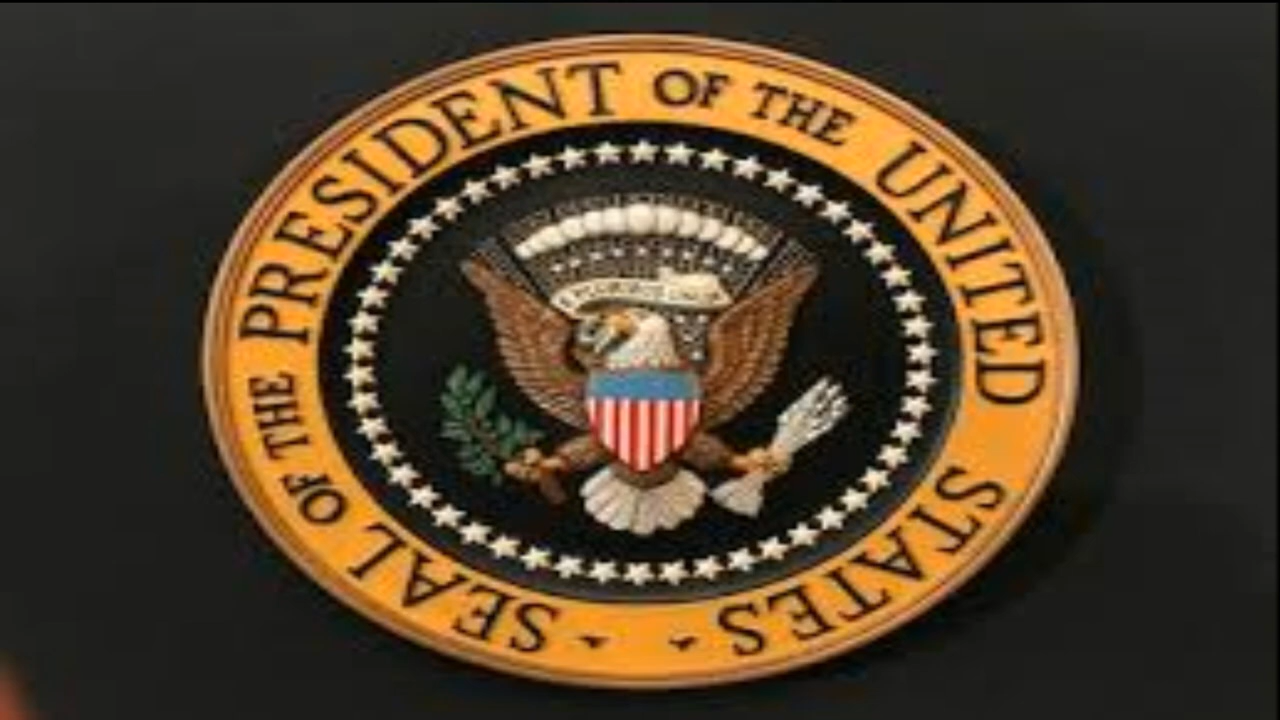 SEAL OF THE PRESIDENT OF THE UNITED STATES